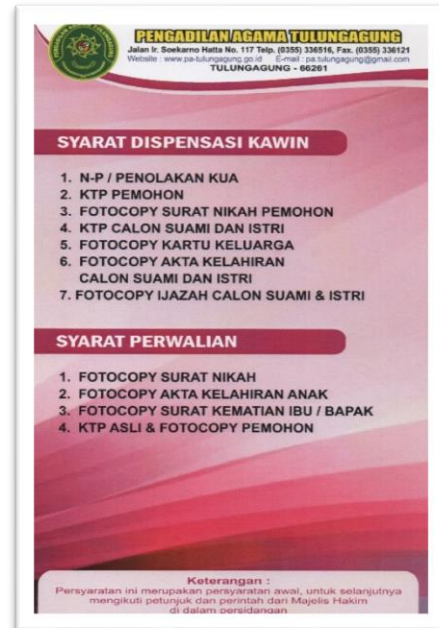 PENGADILAN AGAMA TULUNGAGUNG
Jalan Ir. Soekarno Hatta No. 117 Telp. (0355) 336516, Fax. (0355) 336121
Website : www.pa-tulungagung.go.id E-mail : pa.tulungagung@gmail.com
TULUNGAGUNG - 66261
SYARAT DISPENSASI KAWIN
1. N-P / PENOLAKAN KUA
2. KTP PEMOHON
3. FOTOCOPY SURAT NIKAH PEMOHON
4. KTP CALON SUAMI DAN ISTRI
5. FOTOCOPY KARTU KELUARGA
6. FOTOCOPY AKTA KELAHIRAN
CALON SUAMI DAN ISTRI
7. FOTOCOPY IJAZAH CALON SUAMI & ISTRI
SYARAT PERWALIAN
1. FOTOCOPY SURAT NIKAH
2. FOTOCOPY AKTA KELAHIRAN ANAK
3. FOTOCOPY SURAT KEMATIAN IBU / BAPAK
4. KTP ASLI & FOTOCOPY PEMOHON
Keterangan :
Persyaratan ini merupakan persyaratan awal, untuk selanjutnya
mengikuti petunjuk dan perintah dari Majelis Hakim
di dalam persidangan